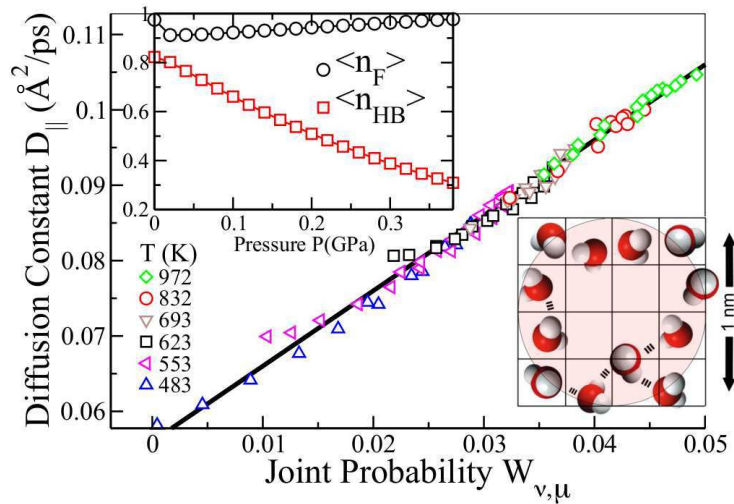 Diffusion Constant D∥ (Å²/ps)
0.11
0.1
0.09
0.08
0.07
0.06
1
0.8
0.6
0.4
0.2
<n_F>
<n_HB>
0 0.1 0.2 0.3
Pressure P(GPa)
T (K)
972
832
693
623
553
483
1 nm
0 0.01 0.02 0.03 0.04 0.05
Joint Probability W_ν,μ